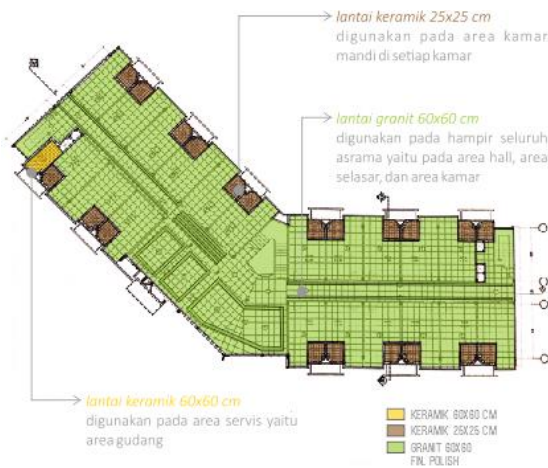 lantai keramik 25x25 cm
digunakan pada area kamar
mandi di setiap kamar
lantai granit 60x60 cm
digunakan pada hampir seluruh
asrama yaitu pada area hall, area
selasar, dan area kamar
lantai keramik 60x60 cm
digunakan pada area servis yaitu
area gudang
KERAMIK 60X60 CM
KERAMIK 25X25 CM
GRANIT 60X60
FIN. POLISH